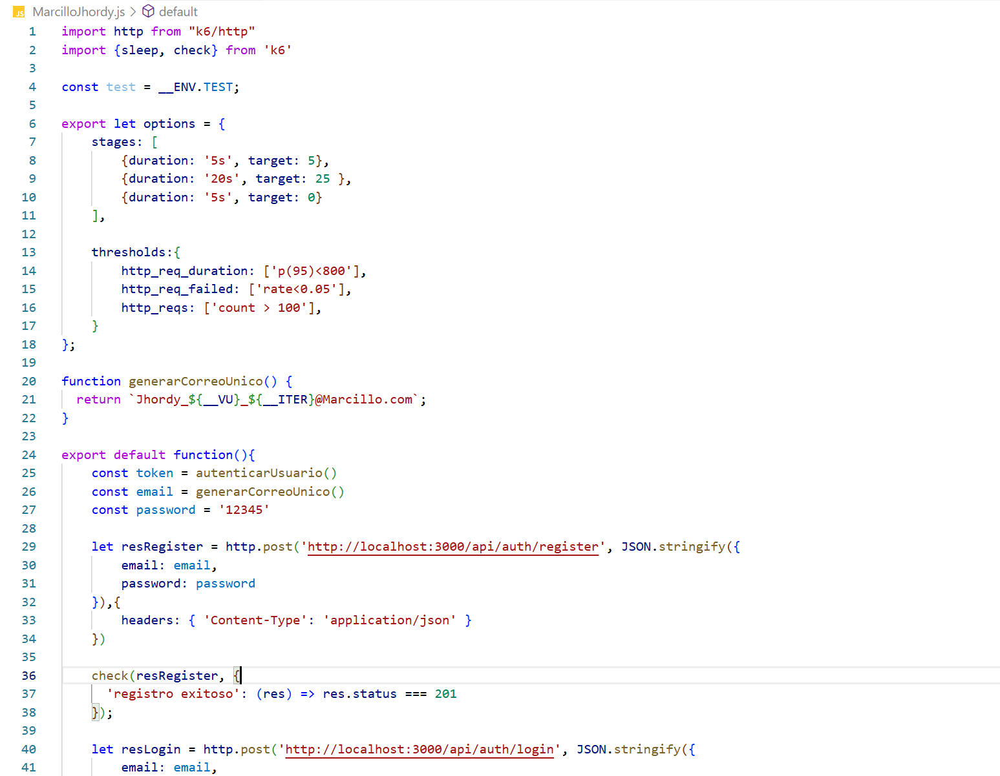 JS MarcilloJhordy.js > default
1 import http from "k6/http"
2 import {sleep, check} from 'k6'
3
4 const test = __ENV.TEST;
5
6 export let options = {
7     stages: [
8         {duration: '5s', target: 5},
9         {duration: '20s', target: 25 },
10         {duration: '5s', target: 0}
11     ],
12
13     thresholds:{
14         http_req_duration: ['p(95)<800'],
15         http_req_failed: ['rate<0.05'],
16         http_reqs: ['count > 100'],
17     }
18 };
19
20 function generarCorreoUnico() {
21   return `Jhordy_${__VU}_${__ITER}@Marcillo.com`;
22 }
23
24 export default function(){
25     const token = autenticarUsuario()
26     const email = generarCorreoUnico()
27     const password = '12345'
28
29     let resRegister = http.post('http://localhost:3000/api/auth/register', JSON.stringify({
30         email: email,
31         password: password
32     }),{
33         headers: { 'Content-Type': 'application/json' }
34     })
35
36     check(resRegister, {
37       'registro exitoso': (res) => res.status === 201
38     });
39
40     let resLogin = http.post('http://localhost:3000/api/auth/login', JSON.stringify({
41         email: email,